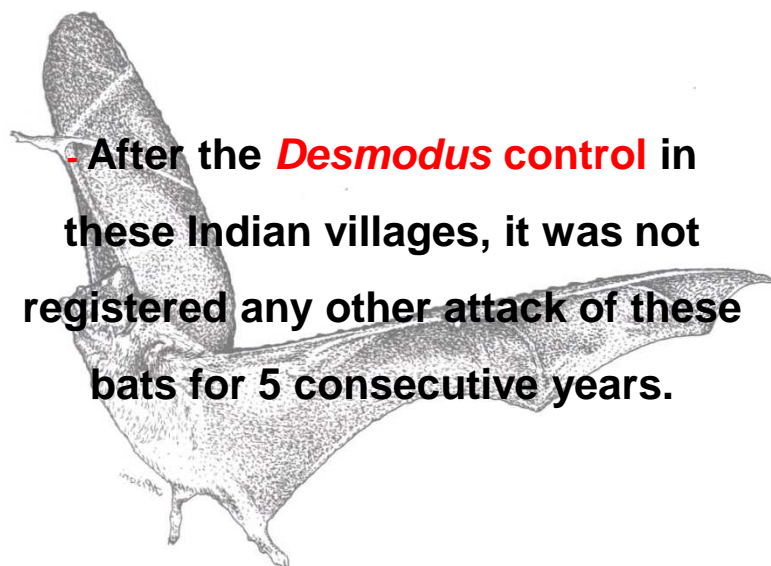 - After the Desmodus control in
these Indian villages, it was not
registered any other attack of these
bats for 5 consecutive years.